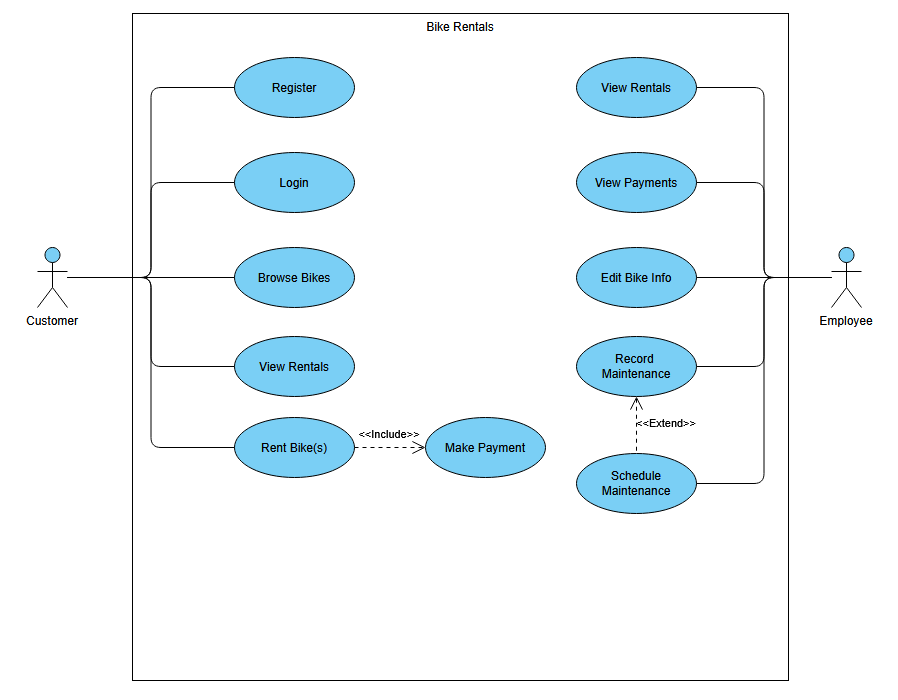 Bike Rentals
Register
View Rentals
Login
View Payments
Customer
Browse Bikes
Edit Bike Info
Employee
View Rentals
Record
Maintenance
Rent Bike(s)
<<Include>>
Make Payment
<<Extend>>
Schedule
Maintenance